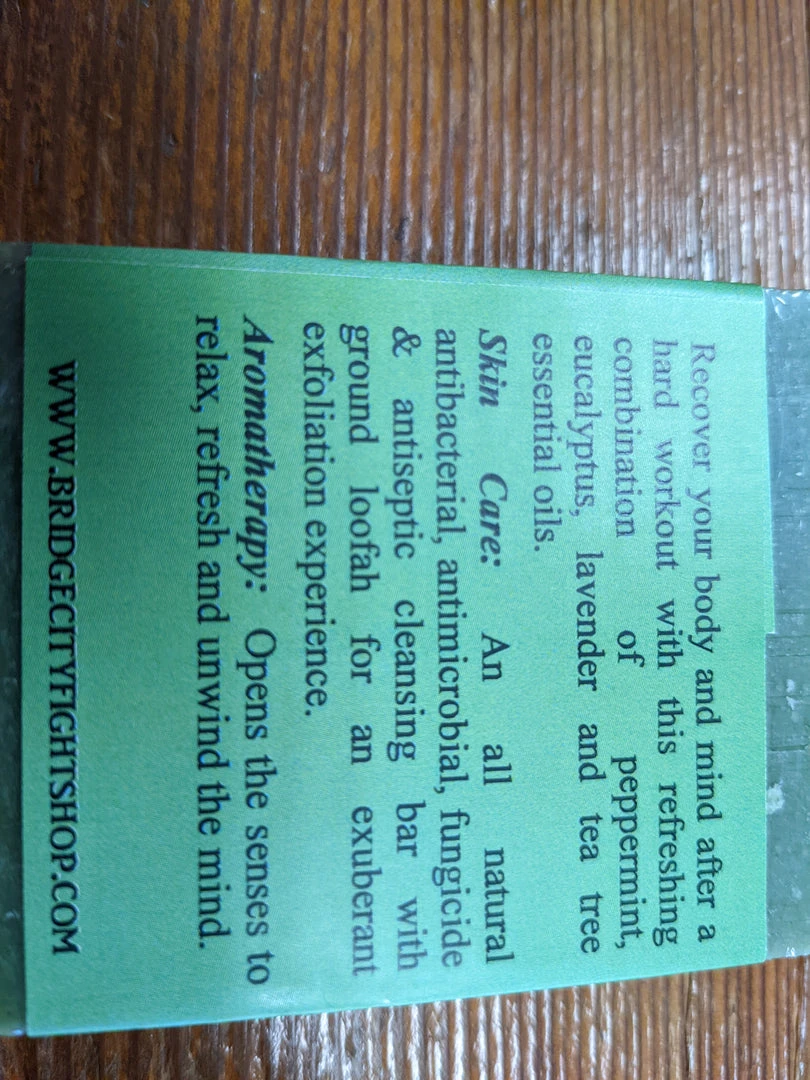 Recover your body and mind after a
hard workout with this refreshing
combination of peppermint,
eucalyptus, lavender and tea tree
essential oils.
Skin Care: An all natural
antibacterial, antimicrobial, fungicide
& antiseptic cleansing bar with
ground loofah for an exuberant
exfoliation experience.
Aromatherapy: Opens the senses to
relax, refresh and unwind the mind.
WWW.BRIDGECITYFIGHTSHOP.COM